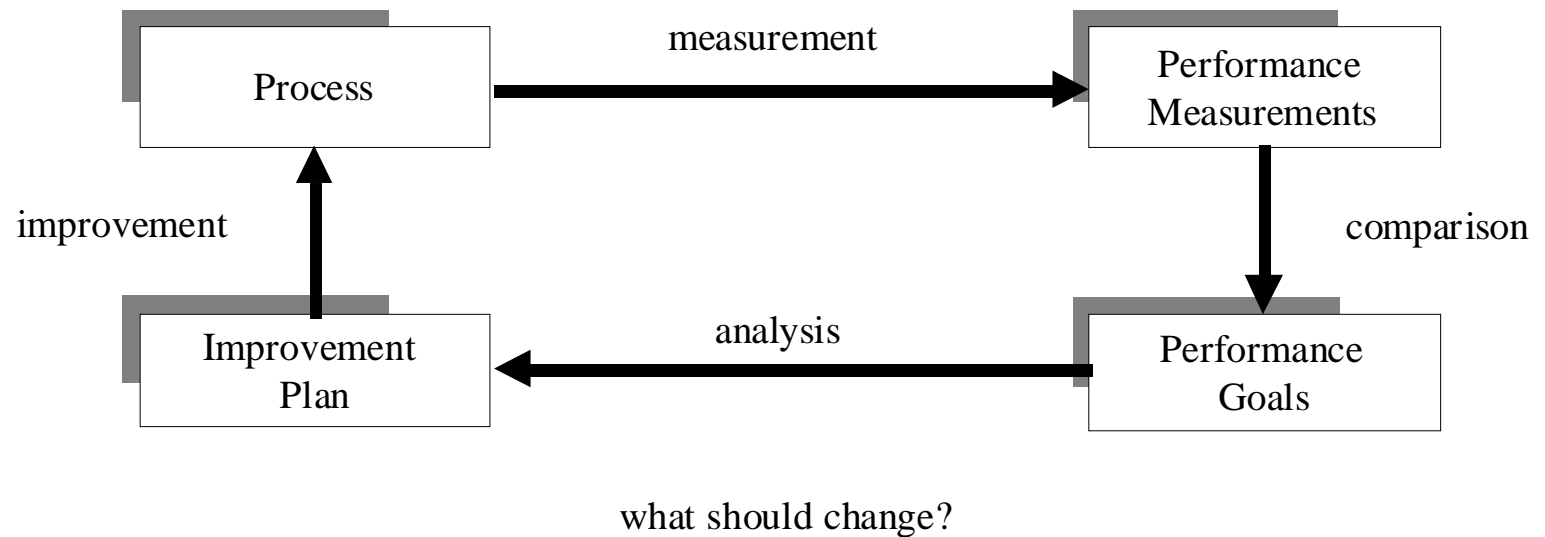 measurement
Process
Performance
Measurements
improvement
comparison
analysis
Improvement
Plan
Performance
Goals
what should change?